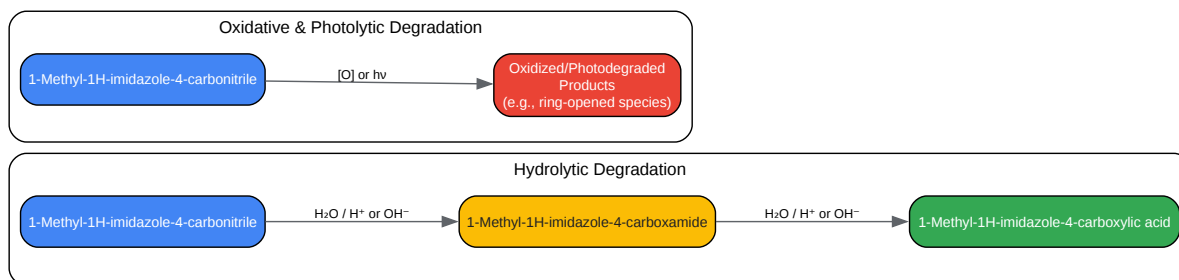 Oxidative & Photolytic Degradation
1-Methyl-1H-imidazole-4-carbonitrile
[O] or hν
Oxidized/Photodegraded
Products
(e.g., ring-opened species)
Hydrolytic Degradation
1-Methyl-1H-imidazole-4-carbonitrile
H₂O / H⁺ or OH⁻
1-Methyl-1H-imidazole-4-carboxamide
H₂O / H⁺ or OH⁻
1-Methyl-1H-imidazole-4-carboxylic acid